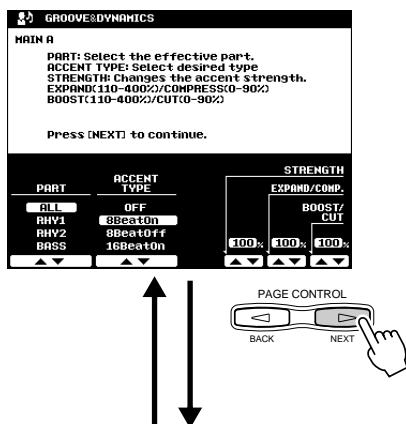 GROOVE&DYNAMICS
MAIN A
PART: Select the effective part.
ACCENT TYPE: Select desired type
STRENGTH: Changes the accent strength.
EXPAND(110-400%)/COMPRESS(0-90%)
BOOST(110-400%)/CUT(0-90%)
Press [NEXT] to continue.
STRENGTH
ACCENT
PART TYPE EXPAND/COMP.
ALL OFF BOOST/
RHY1 8BeatOn CUT
RHY2 8BeatOff
BASS 16BeatOn 100% 100% 100%
PAGE CONTROL
BACK NEXT